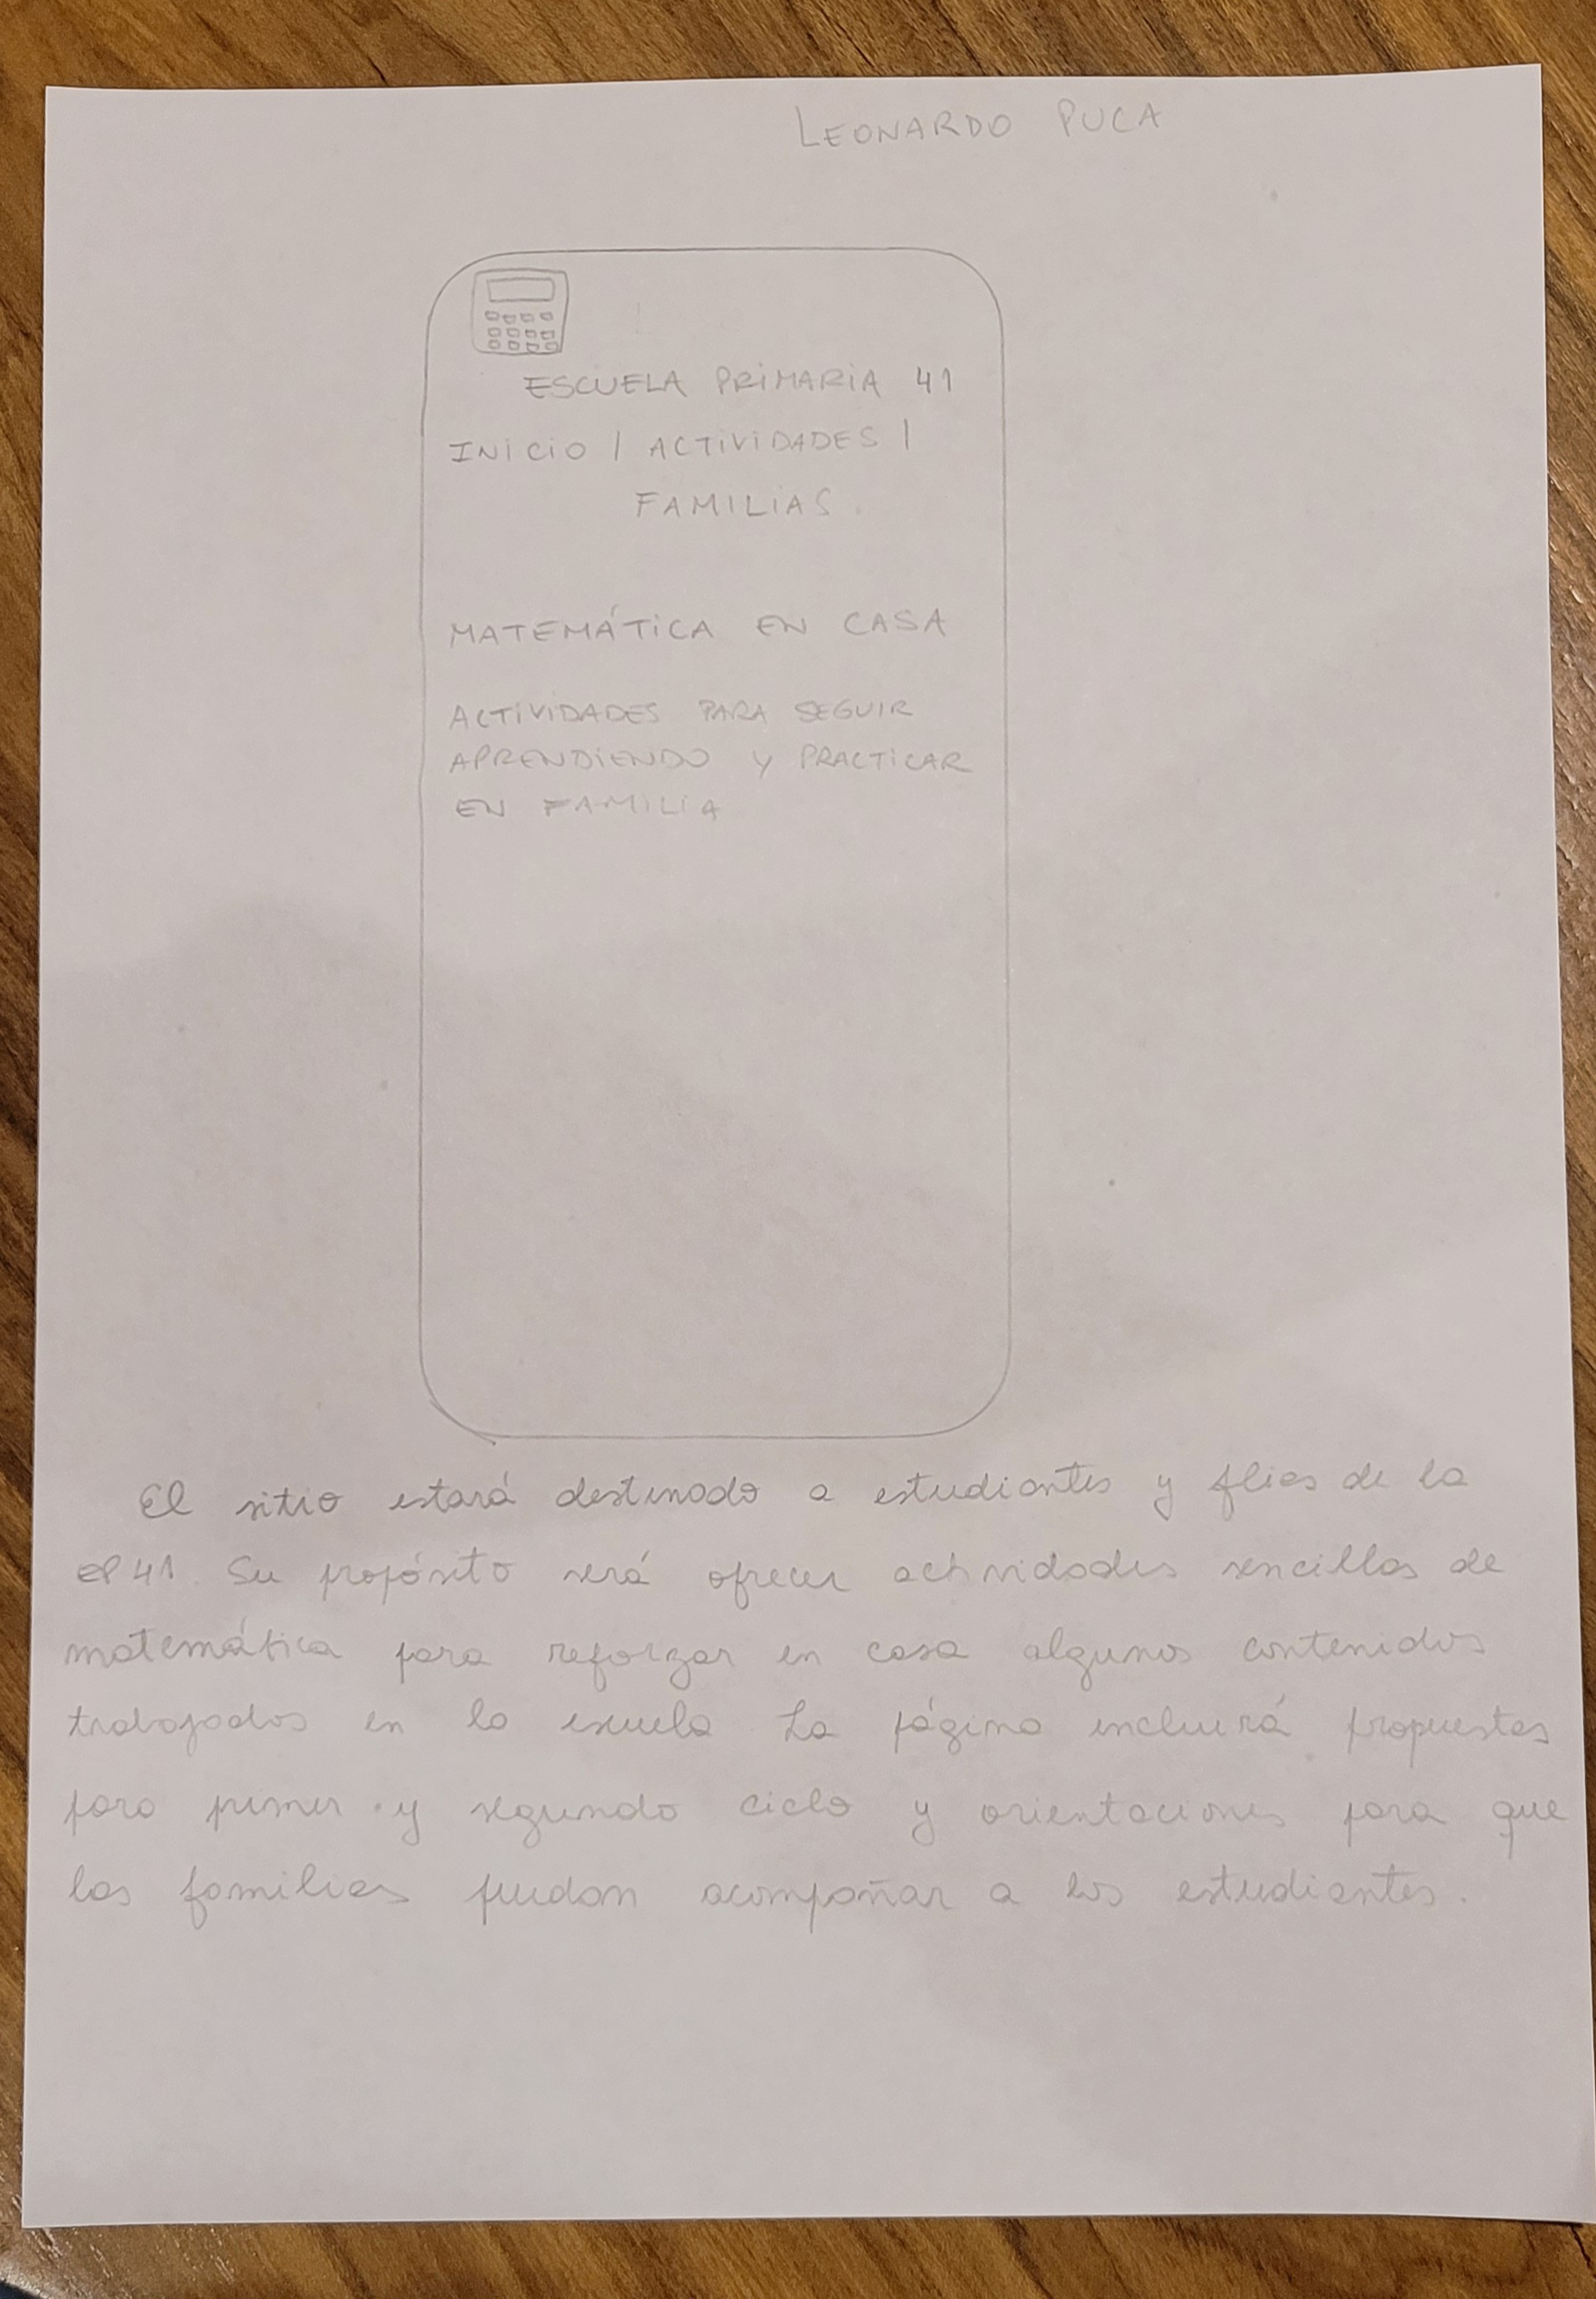 LEONARDO PUCA
ESCUELA PRIMARIA 41
INICIO | ACTIVIDADES |
FAMILIAS.
MATEMÁTICA EN CASA
ACTIVIDADES PARA SEGUIR
APRENDIENDO Y PRACTICAR
EN FAMILIA
El sitio estará destinado a estudiantes y flias de la
EP 41. Su propósito será ofrecer actividades sencillas de
matemática para reforzar en casa algunos contenidos
trabajados en la escuela La página incluirá propuestas
para primer y segundo ciclo y orientaciones para que
las familias puedan acompañar a los estudiantes.